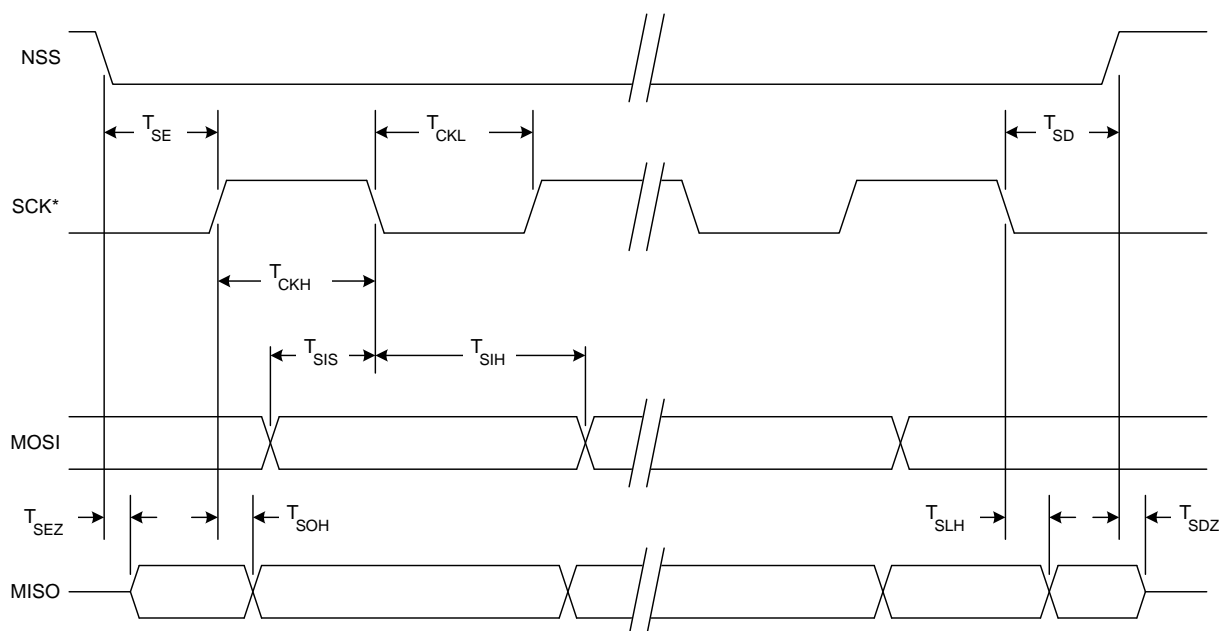 NSS
T_SE
T_CKL
T_SD
SCK*
T_CKH
T_SIS
T_SIH
MOSI
T_SEZ
T_SOH
T_SLH
T_SDZ
MISO